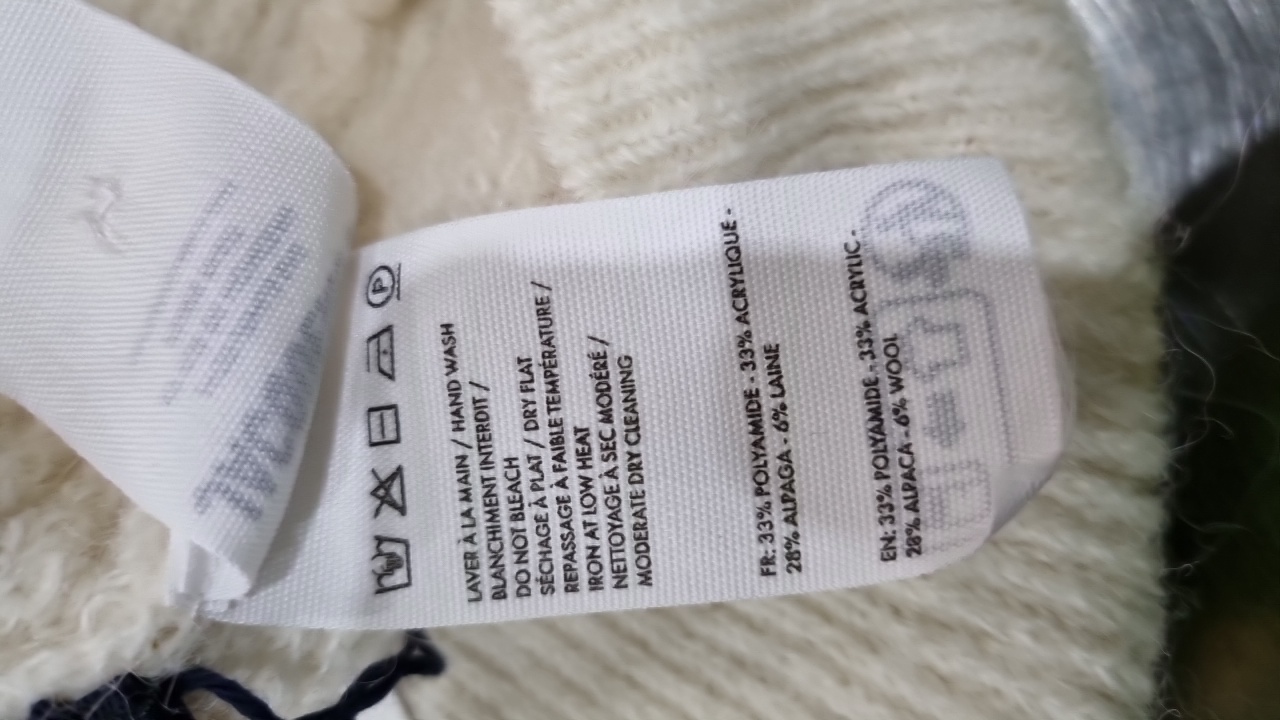 LAVER À LA MAIN / HAND WASH
BLANCHIMENT INTERDIT /
DO NOT BLEACH
SÉCHAGE À PLAT / DRY FLAT
REPASSAGE À FAIBLE TEMPÉRATURE /
IRON AT LOW HEAT
NETTOYAGE À SEC MODÉRÉ /
MODERATE DRY CLEANING
FR: 33% POLYAMIDE - 33% ACRYLIQUE -
28% ALPAGA - 6% LAINE
EN: 33% POLYAMIDE - 33% ACRYLIC -
28% ALPACA - 6% WOOL